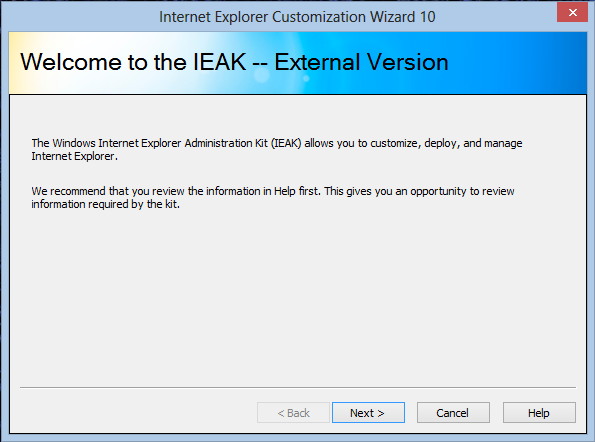 Internet Explorer Customization Wizard 10
Welcome to the IEAK -- External Version
The Windows Internet Explorer Administration Kit (IEAK) allows you to customize, deploy, and manage
Internet Explorer.
We recommend that you review the information in Help first. This gives you an opportunity to review
information required by the kit.
< Back
Next >
Cancel
Help